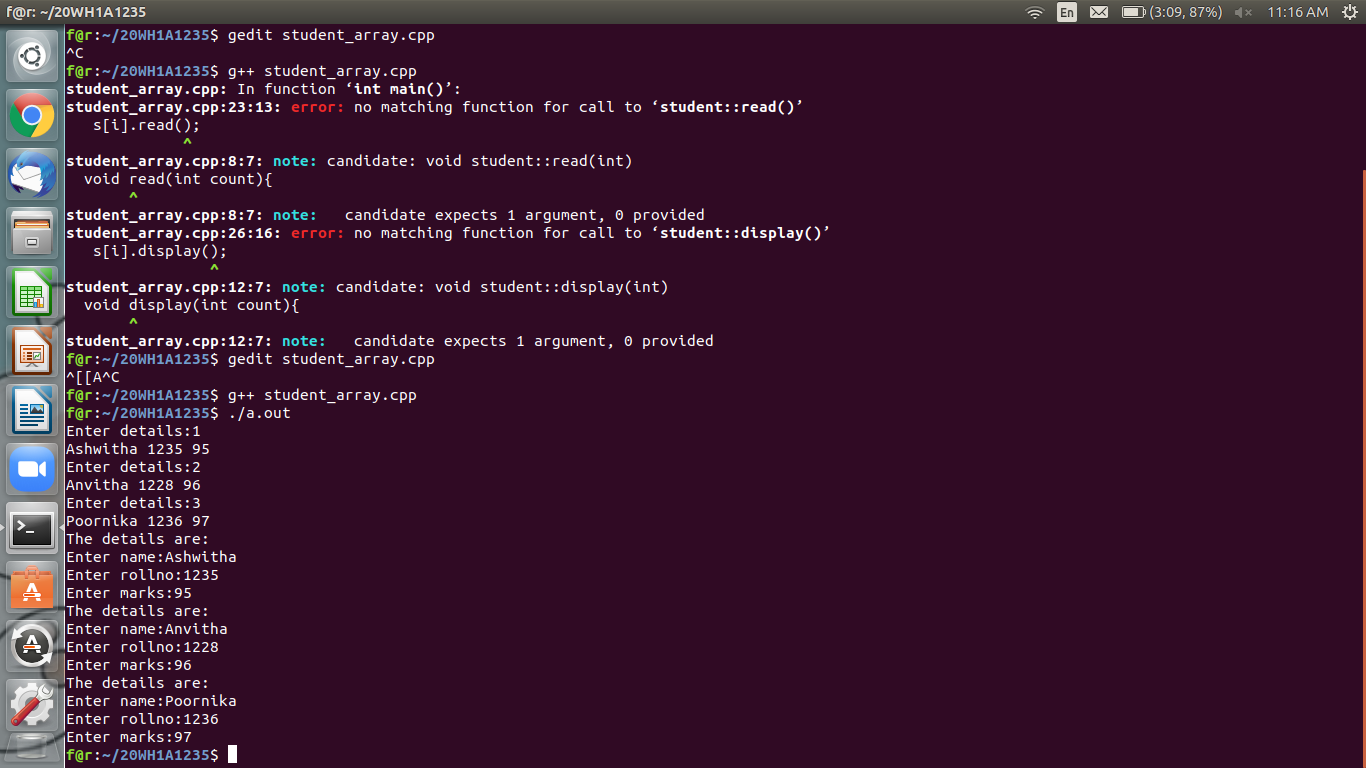 f@r: ~/20WH1A1235
En
(3:09, 87%)
11:16 AM
f@r:~/20WH1A1235$ gedit student_array.cpp
^C
f@r:~/20WH1A1235$ g++ student_array.cpp
student_array.cpp: In function ‘int main()’:
student_array.cpp:23:13: error: no matching function for call to ‘student::read()’
   s[i].read();
             ^
student_array.cpp:8:7: note: candidate: void student::read(int)
  void read(int count){
       ^
student_array.cpp:8:7: note:   candidate expects 1 argument, 0 provided
student_array.cpp:26:16: error: no matching function for call to ‘student::display()’
   s[i].display();
                ^
student_array.cpp:12:7: note: candidate: void student::display(int)
  void display(int count){
       ^
student_array.cpp:12:7: note:   candidate expects 1 argument, 0 provided
f@r:~/20WH1A1235$ gedit student_array.cpp
^[[A^C
f@r:~/20WH1A1235$ g++ student_array.cpp
f@r:~/20WH1A1235$ ./a.out
Enter details:1
Ashwitha 1235 95
Enter details:2
Anvitha 1228 96
Enter details:3
Poornika 1236 97
The details are:
Enter name:Ashwitha
Enter rollno:1235
Enter marks:95
The details are:
Enter name:Anvitha
Enter rollno:1228
Enter marks:96
The details are:
Enter name:Poornika
Enter rollno:1236
Enter marks:97
f@r:~/20WH1A1235$